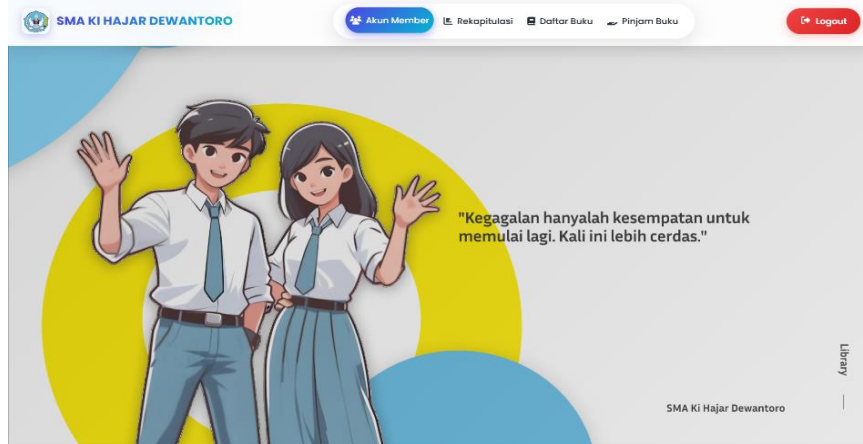 SMA KI HAJAR DEWANTORO
Akun Member
Rekapitulasi
Daftar Buku
Pinjam Buku
Logout
"Kegagalan hanyalah kesempatan untuk
memulai lagi. Kali ini lebih cerdas."
Library
SMA Ki Hajar Dewantoro